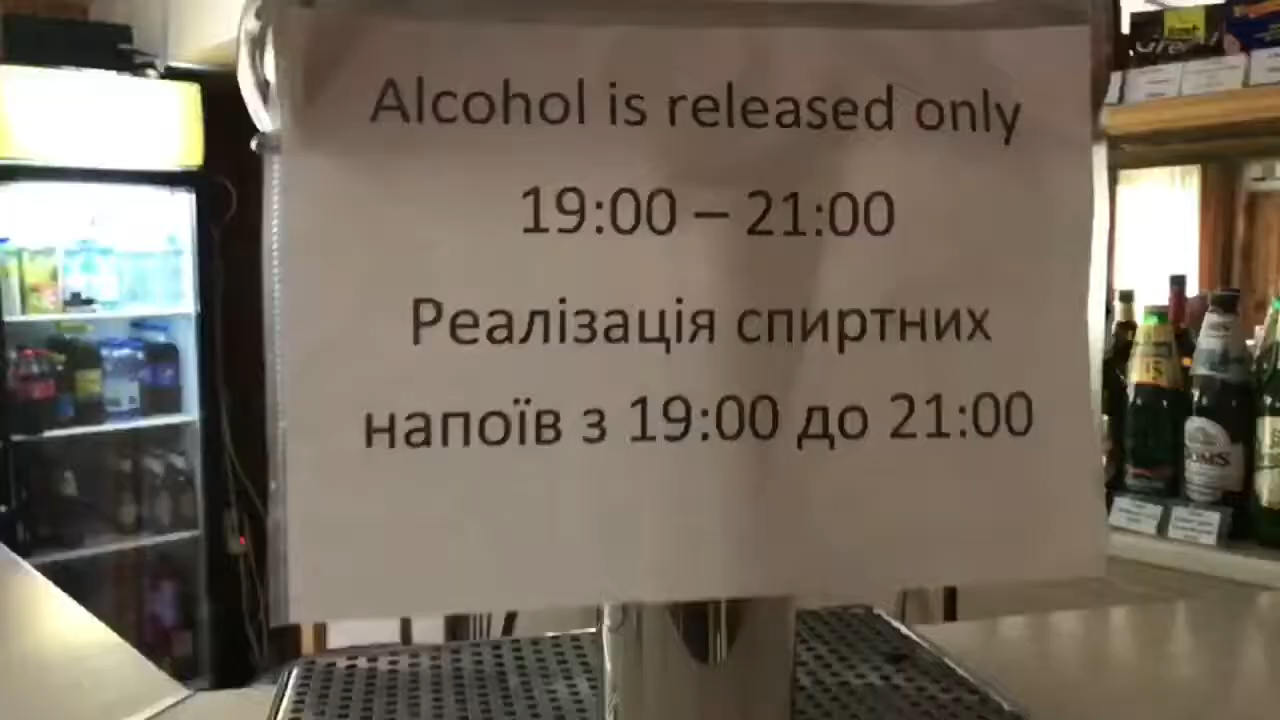 Alcohol is released only
19:00 – 21:00
Реалізація спиртних
напоїв з 19:00 до 21:00